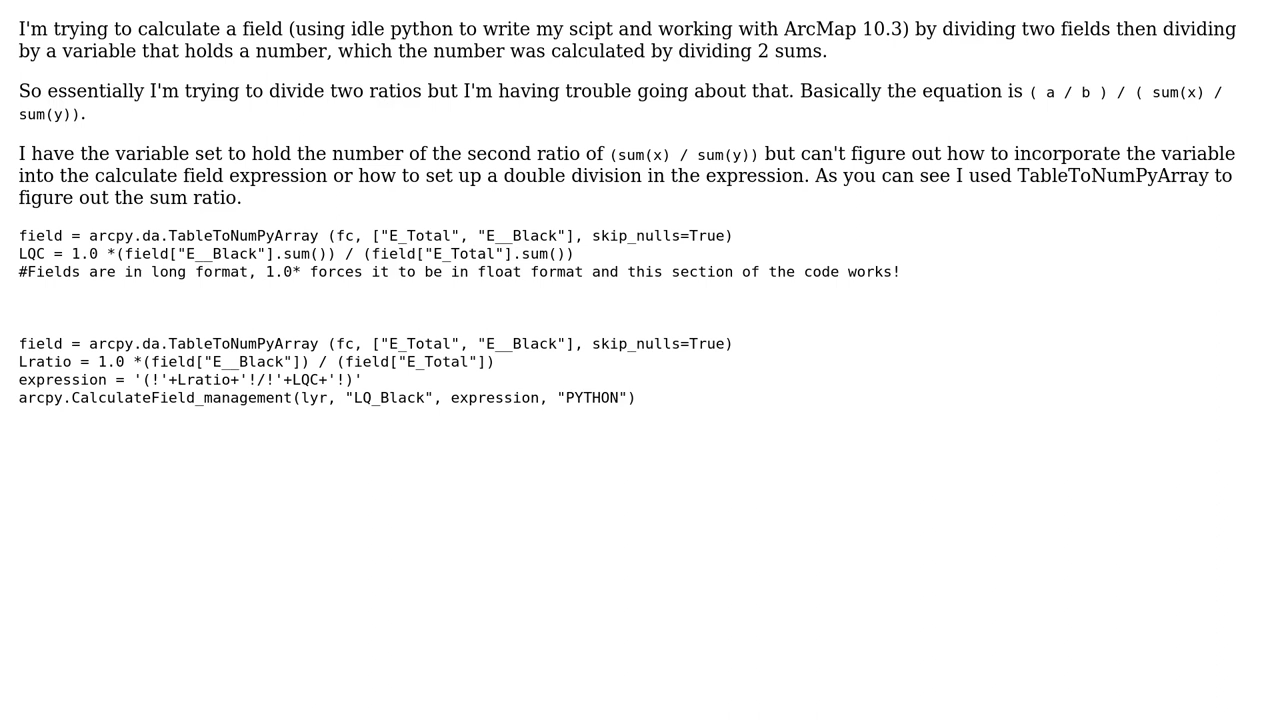 I'm trying to calculate a field (using idle python to write my scipt and working with ArcMap 10.3) by dividing two fields then dividing
by a variable that holds a number, which the number was calculated by dividing 2 sums.
So essentially I'm trying to divide two ratios but I'm having trouble going about that. Basically the equation is ( a / b ) / ( sum(x) /
sum(y)).
I have the variable set to hold the number of the second ratio of (sum(x) / sum(y)) but can't figure out how to incorporate the variable
into the calculate field expression or how to set up a double division in the expression. As you can see I used TableToNumPyArray to
figure out the sum ratio.
field = arcpy.da.TableToNumPyArray (fc, ["E_Total", "E__Black"], skip_nulls=True)
LQC = 1.0 *(field["E__Black"].sum()) / (field["E_Total"].sum())
#Fields are in long format, 1.0* forces it to be in float format and this section of the code works!
field = arcpy.da.TableToNumPyArray (fc, ["E_Total", "E__Black"], skip_nulls=True)
Lratio = 1.0 *(field["E__Black"]) / (field["E_Total"])
expression = '(!'+Lratio+'!/!'+LQC+'!)'
arcpy.CalculateField_management(lyr, "LQ_Black", expression, "PYTHON")